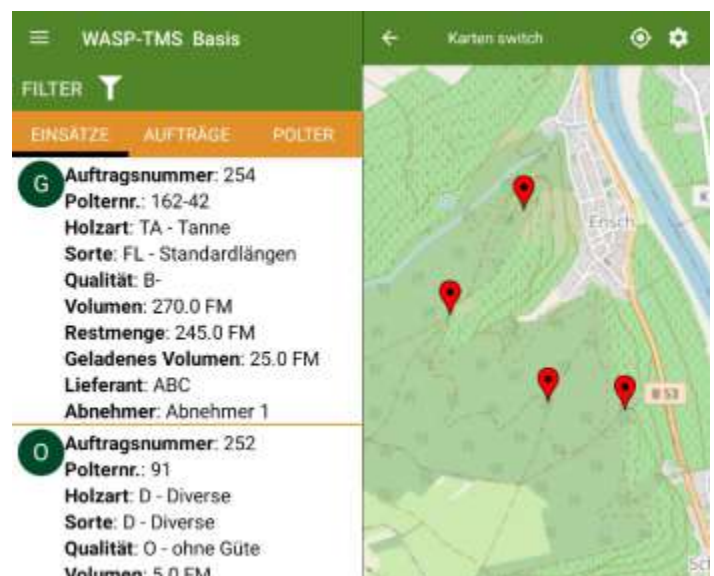 WASP-TMS Basis
FILTER
EINSÄTZE AUFTRÄGE POLTER
G
Auftragsnummer: 254
Polternr.: 162-42
Holzart: TA - Tanne
Sorte: FL - Standardlängen
Qualität: B-
Volumen: 270.0 FM
Restmenge: 245.0 FM
Geladenes Volumen: 25.0 FM
Lieferant: ABC
Abnehmer: Abnehmer 1
O
Auftragsnummer: 252
Polternr.: 91
Holzart: D - Diverse
Sorte: D - Diverse
Qualität: O - ohne Güte
Volumen: 5.0 FM
Karten switch
K
Ensch
B 53
Sc